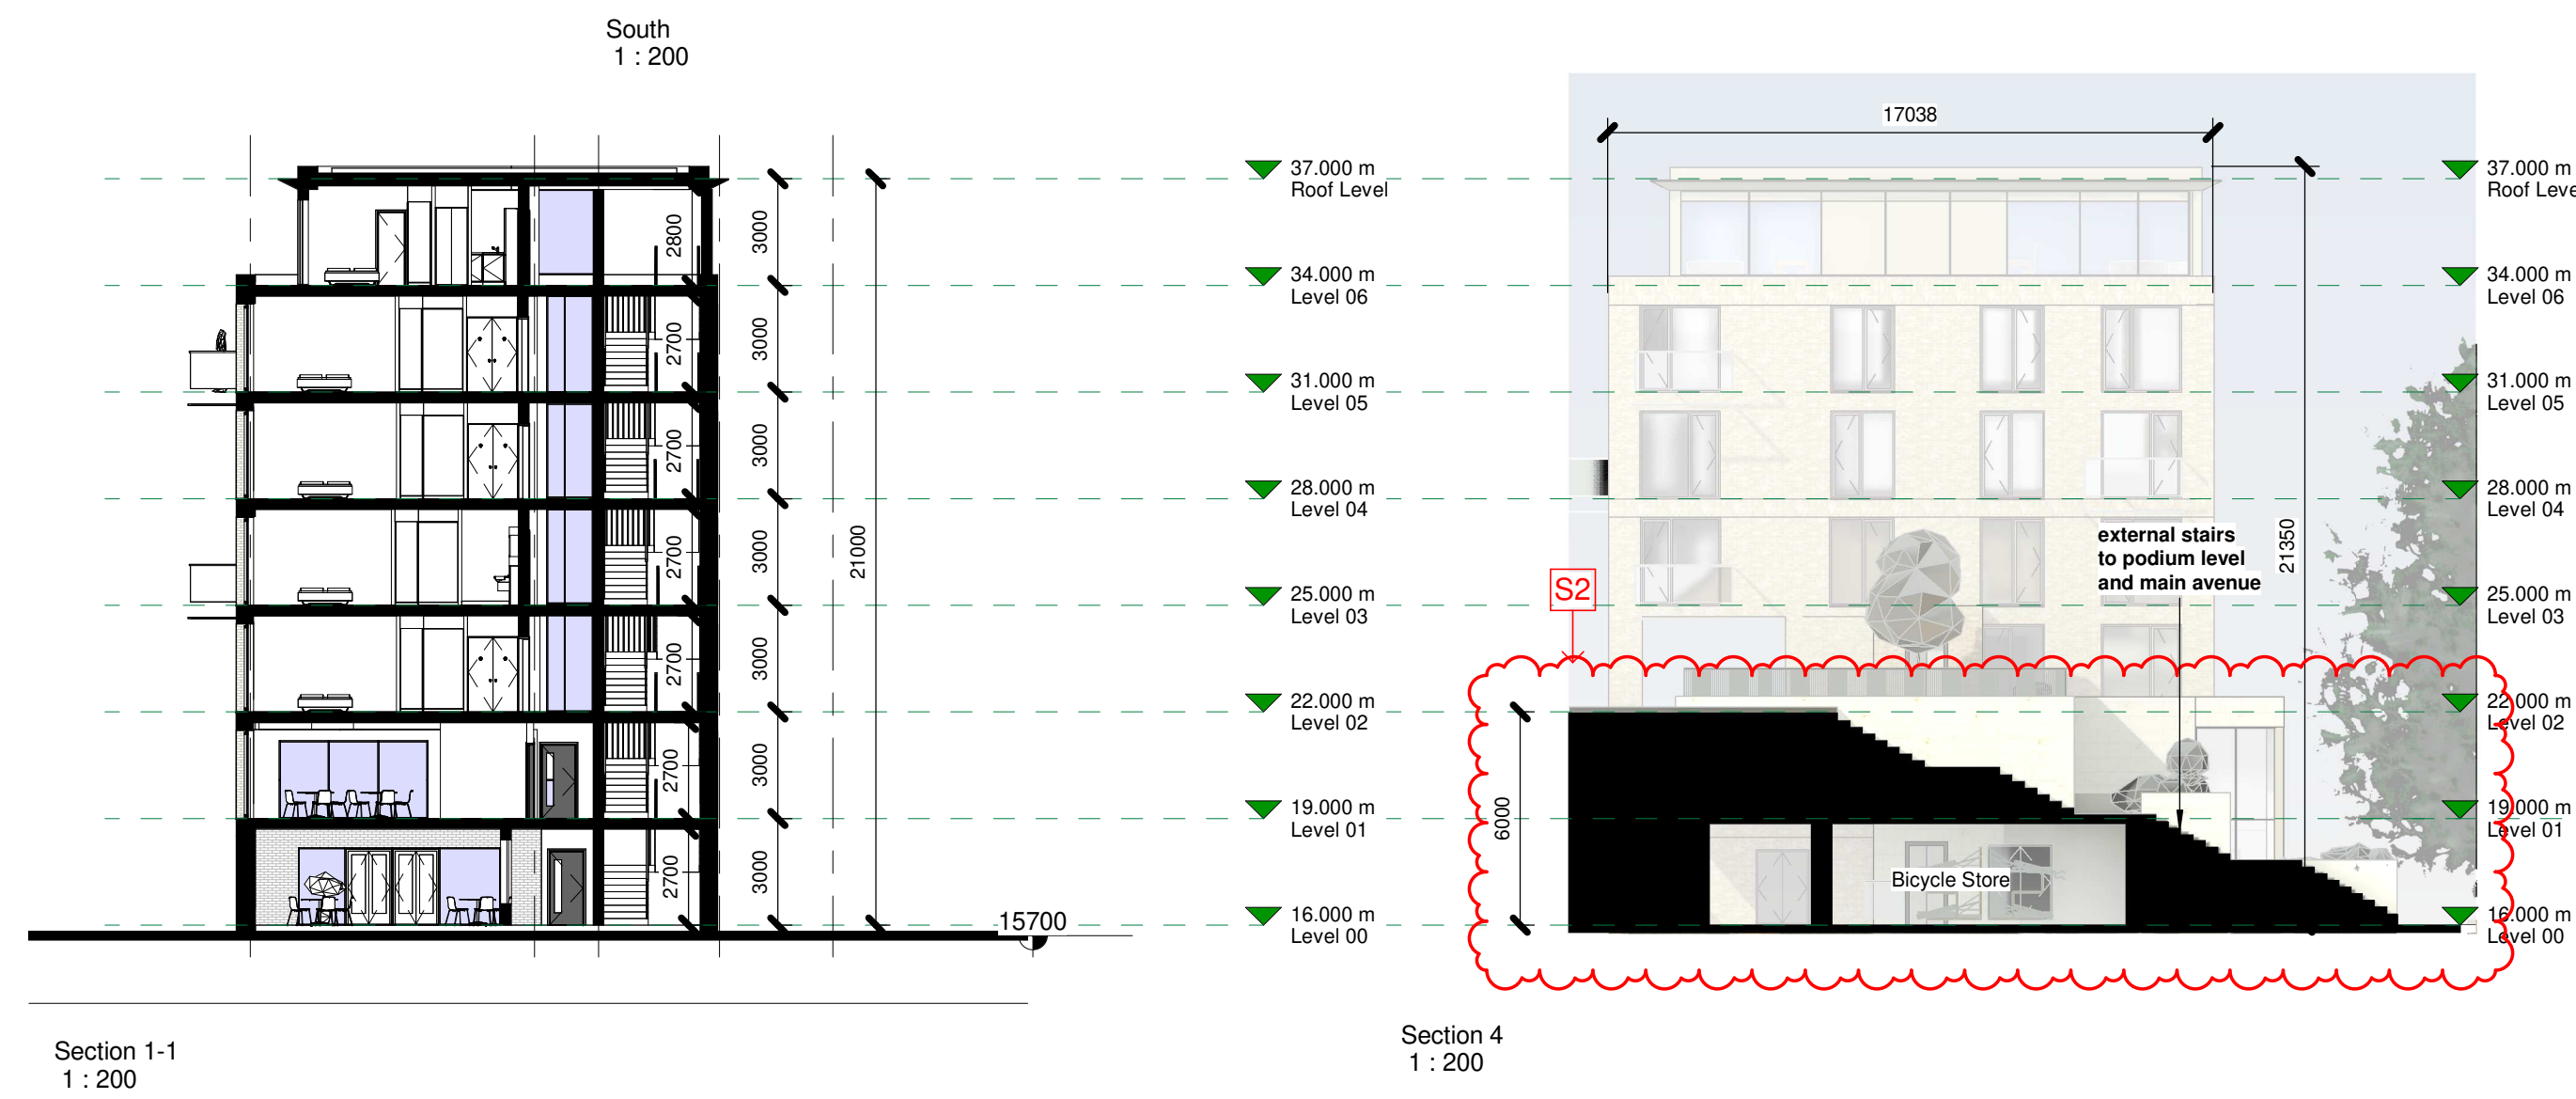 South
1 : 200
2800
2700
2700
2700
2700
2700
2700
3000
3000
3000
3000
3000
3000
3000
21000
15700
37.000 m
Roof Level
34.000 m
Level 06
31.000 m
Level 05
28.000 m
Level 04
25.000 m
Level 03
22.000 m
Level 02
19.000 m
Level 01
16.000 m
Level 00
Section 1-1
1 : 200
17038
21350
S2
external stairs
to podium level
and main avenue
6000
Bicycle Store
37.000 m
Roof Leve
34.000 m
Level 06
31.000 m
Level 05
28.000 m
Level 04
25.000 m
Level 03
22.000 m
Level 02
19.000 m
Level 01
16.000 m
Level 00
Section 4
1 : 200